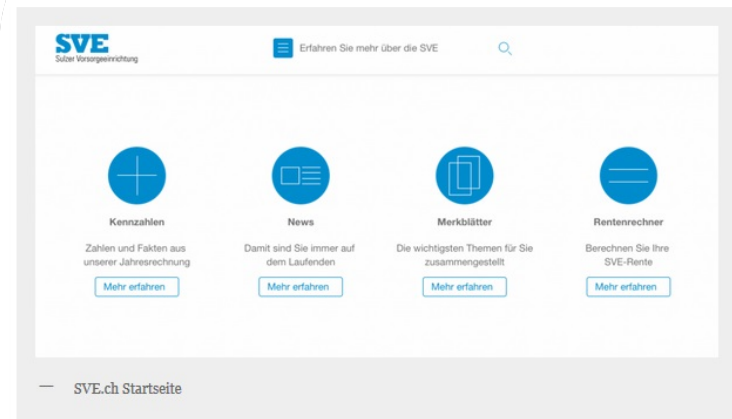 SVE
Sulzer Vorsorgeeinrichtung
Erfahren Sie mehr über die SVE
Kennzahlen
Zahlen und Fakten aus
unserer Jahresrechnung
Mehr erfahren
News
Damit sind Sie immer auf
dem Laufenden
Mehr erfahren
Merkblätter
Die wichtigsten Themen für Sie
zusammengestellt
Mehr erfahren
Rentenrechner
Berechnen Sie Ihre
SVE-Rente
Mehr erfahren
— SVE.ch Startseite